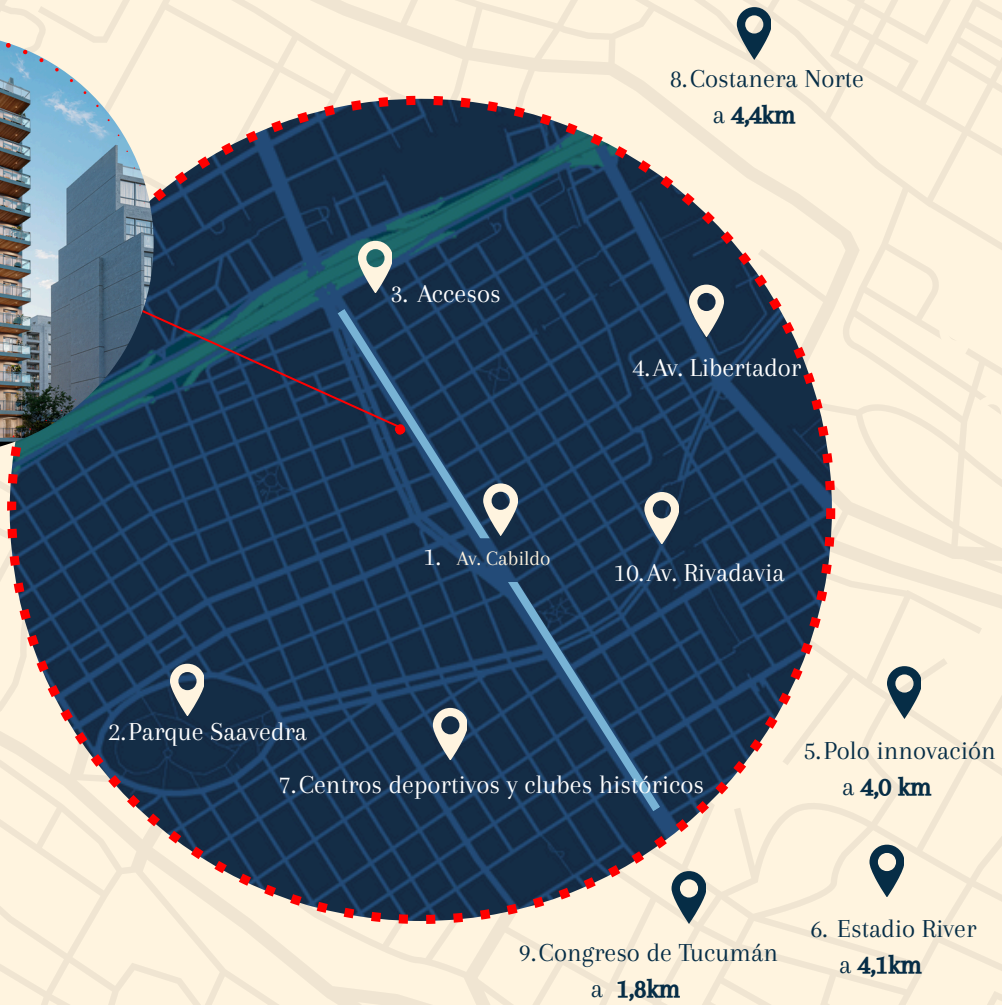 8.Costanera Norte
a 4,4km
3. Accesos
4.Av. Libertador
1. Av. Cabildo
10.Av. Rivadavia
2.Parque Saavedra
5.Polo innovación
a 4,0 km
7.Centros deportivos y clubes históricos
6. Estadio River
a 4,1km
9.Congreso de Tucumán
a 1,8km